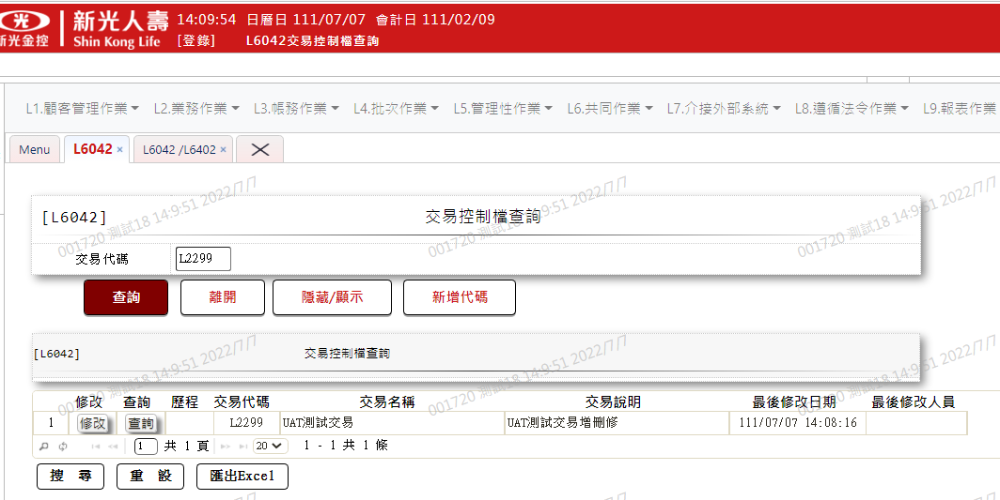 新光金控 新光人壽 Shin Kong Life
14:09:54 日曆日 111/07/07 會計日 111/02/09
[登錄] L6042交易控制檔查詢
L1.顧客管理作業 L2.業務作業 L3.帳務作業 L4.批次作業 L5.管理性作業 L6.共同作業 L7.介接外部系統 L8.遵循法令作業 L9.報表作業
Menu L6042 × L6042 /L6402 ×
001720 測試18 14:9:51 2022/7/7
001720 測試18 14:9:51 2022/7/7
001720 測試18 14:9:51 2022/7/7
[L6042] 交易控制檔查詢
交易代碼 L2299
查詢 離開 隱藏/顯示 新增代碼
[L6042] 交易控制檔查詢
001720 測試18 14:9:51 2022/7/7
001720 測試18 14:9:51 2022/7/7
001720 測試18 14:9:51 2022/7/7
修改 查詢 歷程 交易代碼 交易名稱 交易說明 最後修改日期 最後修改人員
1 修改 查詢 L2299 UAT測試交易 UAT測試交易增刪修 111/07/07 14:08:16
1 共 1 頁 20 1 - 1 共 1 條
搜 尋 重 設 匯出Excel